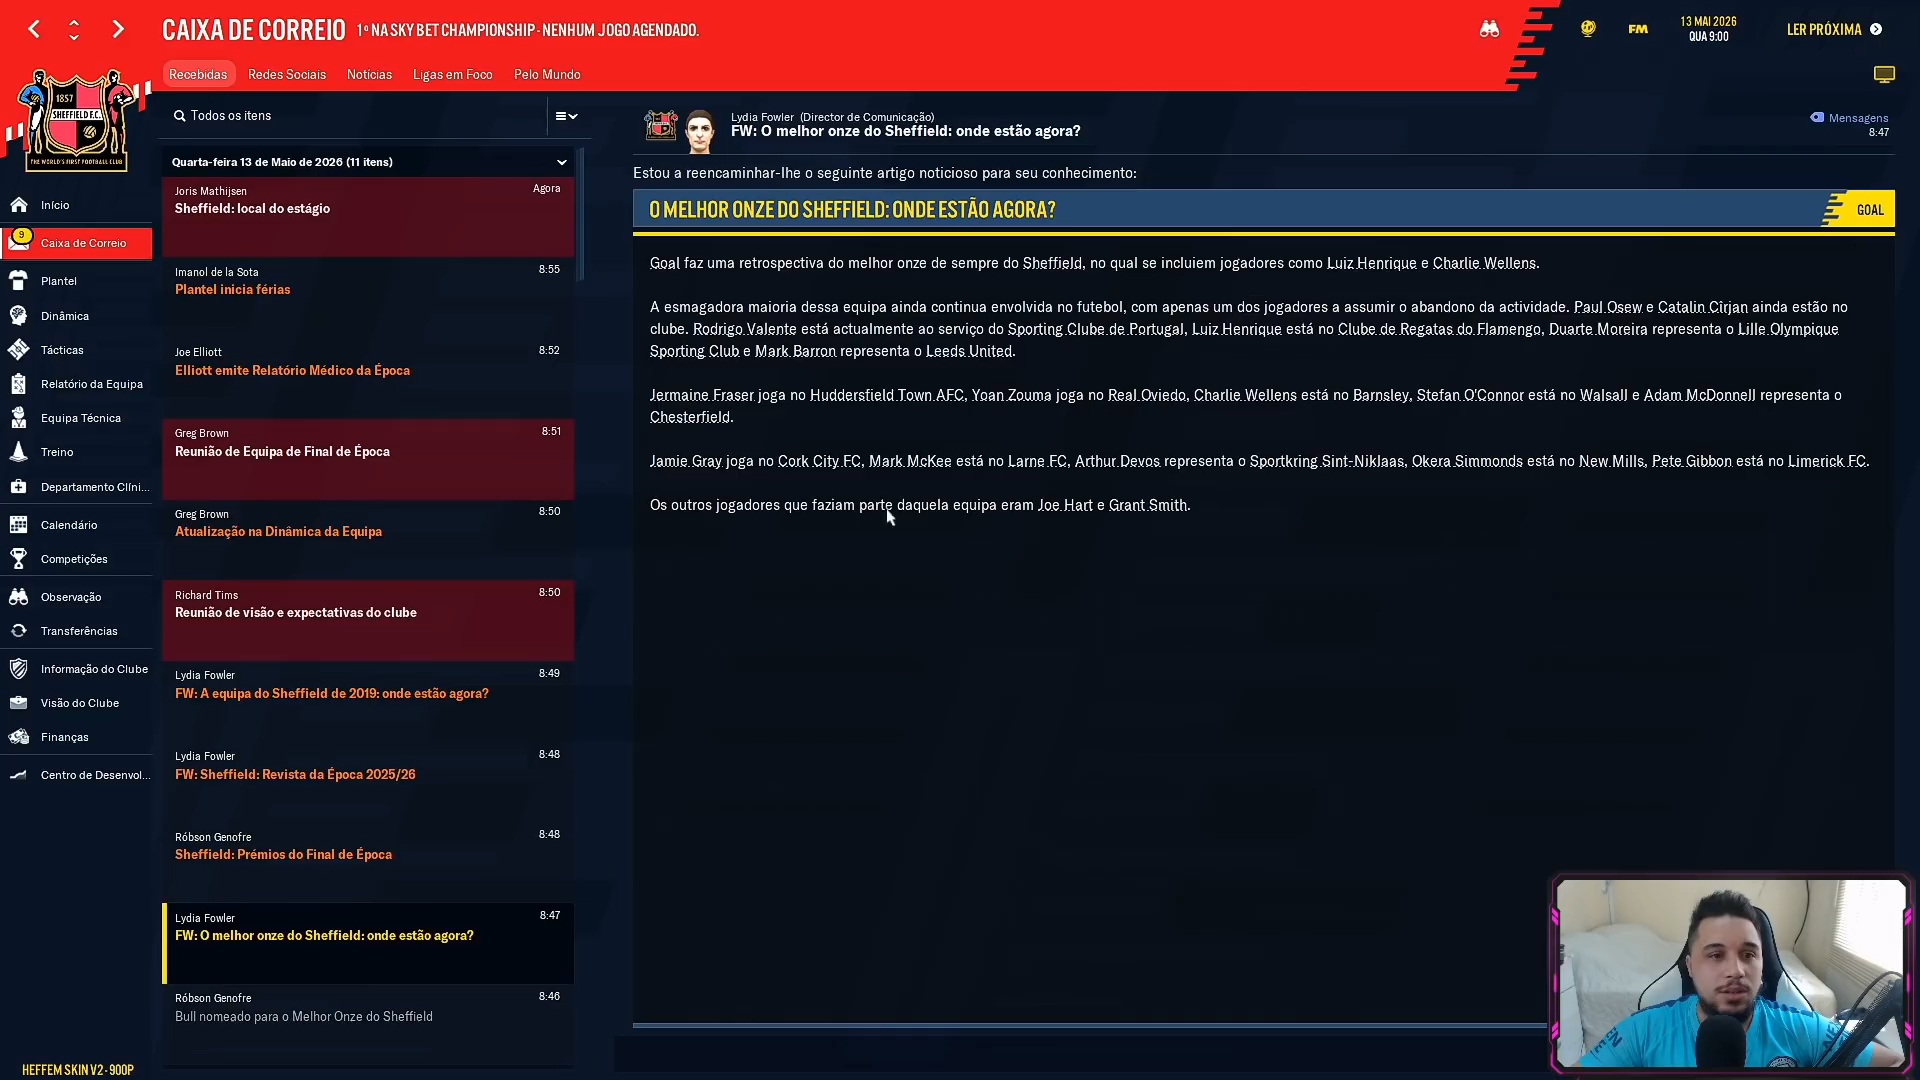 CAIXA DE CORREIO
1º NA SKY BET CHAMPIONSHIP - NENHUM JOGO AGENDADO.
FM
13 MAI 2026
QUA 9:00
LER PRÓXIMA
Recebidas
Redes Sociais
Notícias
Ligas em Foco
Pelo Mundo
1857
SHEFFIELD F.C.
THE WORLD'S FIRST FOOTBALL CLUB
Início
9
Caixa de Correio
Plantel
Dinâmica
Tácticas
Relatório da Equipa
Equipa Técnica
Treino
Departamento Clíni...
Calendário
Competições
Observação
Transferências
Informação do Clube
Visão do Clube
Finanças
Centro de Desenvol...
HEFFEM SKIN V2 - 900P
Todos os itens
Quarta-feira 13 de Maio de 2026 (11 itens)
Joris Mathijsen
Agora
Sheffield: local do estágio
Imanol de la Sota
8:55
Plantel inicia férias
Joe Elliott
8:52
Elliott emite Relatório Médico da Época
Greg Brown
8:51
Reunião de Equipa de Final de Época
Greg Brown
8:50
Atualização na Dinâmica da Equipa
Richard Tims
8:50
Reunião de visão e expectativas do clube
Lydia Fowler
8:49
FW: A equipa do Sheffield de 2019: onde estão agora?
Lydia Fowler
8:48
FW: Sheffield: Revista da Época 2025/26
Róbson Genofre
8:48
Sheffield: Prémios do Final de Época
Lydia Fowler
8:47
FW: O melhor onze do Sheffield: onde estão agora?
Róbson Genofre
8:46
Bull nomeado para o Melhor Onze do Sheffield
Lydia Fowler (Director de Comunicação)
FW: O melhor onze do Sheffield: onde estão agora?
Mensagens
8:47
Estou a reencaminhar-lhe o seguinte artigo noticioso para seu conhecimento:
O MELHOR ONZE DO SHEFFIELD: ONDE ESTÃO AGORA?
GOAL
Goal faz uma retrospectiva do melhor onze de sempre do Sheffield, no qual se incluiem jogadores como Luiz Henrique e Charlie Wellens.
A esmagadora maioria dessa equipa ainda continua envolvida no futebol, com apenas um dos jogadores a assumir o abandono da actividade. Paul Osew e Catalin Cîrjan ainda estão no
clube. Rodrigo Valente está actualmente ao serviço do Sporting Clube de Portugal, Luiz Henrique está no Clube de Regatas do Flamengo, Duarte Moreira representa o Lille Olympique
Sporting Club e Mark Barron representa o Leeds United.
Jermaine Fraser joga no Huddersfield Town AFC, Yoan Zouma joga no Real Oviedo, Charlie Wellens está no Barnsley, Stefan O'Connor está no Walsall e Adam McDonnell representa o
Chesterfield.
Jamie Gray joga no Cork City FC, Mark McKee está no Larne FC, Arthur Devos representa o Sportkring Sint-Niklaas, Okera Simmonds está no New Mills, Pete Gibbon está no Limerick FC.
Os outros jogadores que faziam parte daquela equipa eram Joe Hart e Grant Smith.